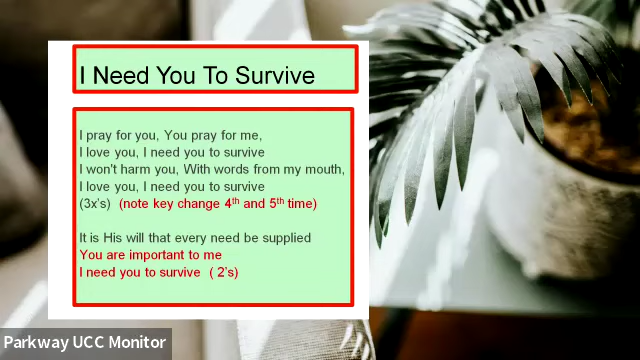 I Need You To Survive
I pray for you, You pray for me,
I love you, I need you to survive
I won't harm you, With words from my mouth,
I love you, I need you to survive
(3x's) (note key change 4th and 5th time)
It is His will that every need be supplied
You are important to me
I need you to survive ( 2's)
Parkway UCC Monitor